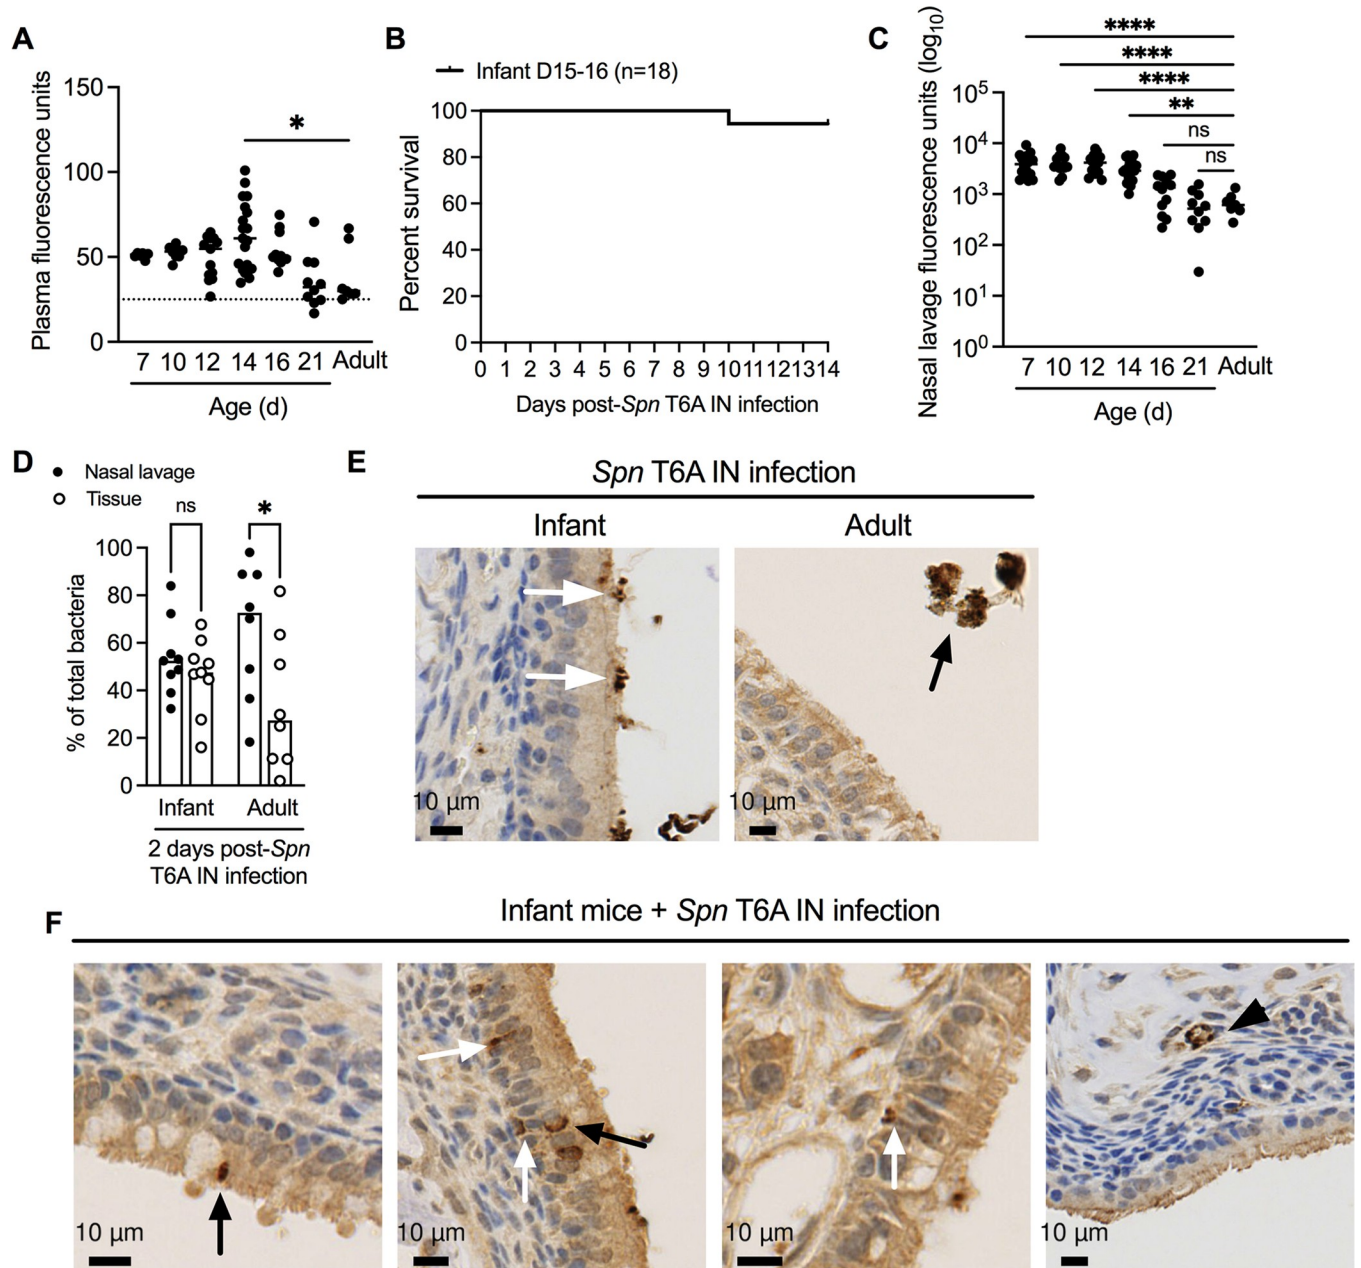 A
Plasma fluorescence units
150
100
50
0
*
7 10 12 14 16 21 Adult
Age (d)
B
Infant D15-16 (n=18)
Percent survival
100
80
60
40
20
0
0 1 2 3 4 5 6 7 8 9 10 11 12 13 14
Days post-Spn T6A IN infection
C
Nasal lavage fluorescence units (log10)
****
****
****
**
ns
ns
10⁵
10⁴
10³
10²
10¹
10⁰
7 10 12 14 16 21 Adult
Age (d)
D
Nasal lavage
Tissue
ns *
% of total bacteria
100
80
60
40
20
0
Infant Adult
2 days post-Spn
T6A IN infection
E
Spn T6A IN infection
Infant Adult
10 µm 10 µm
F
Infant mice + Spn T6A IN infection
10 µm 10 µm 10 µm 10 µm